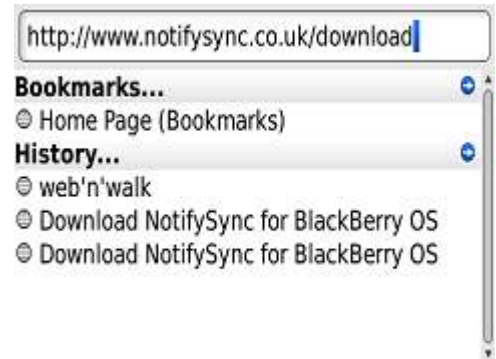 http://www.notifysync.co.uk/download
Bookmarks...
Home Page (Bookmarks)
History...
web'n'walk
Download NotifySync for BlackBerry OS
Download NotifySync for BlackBerry OS